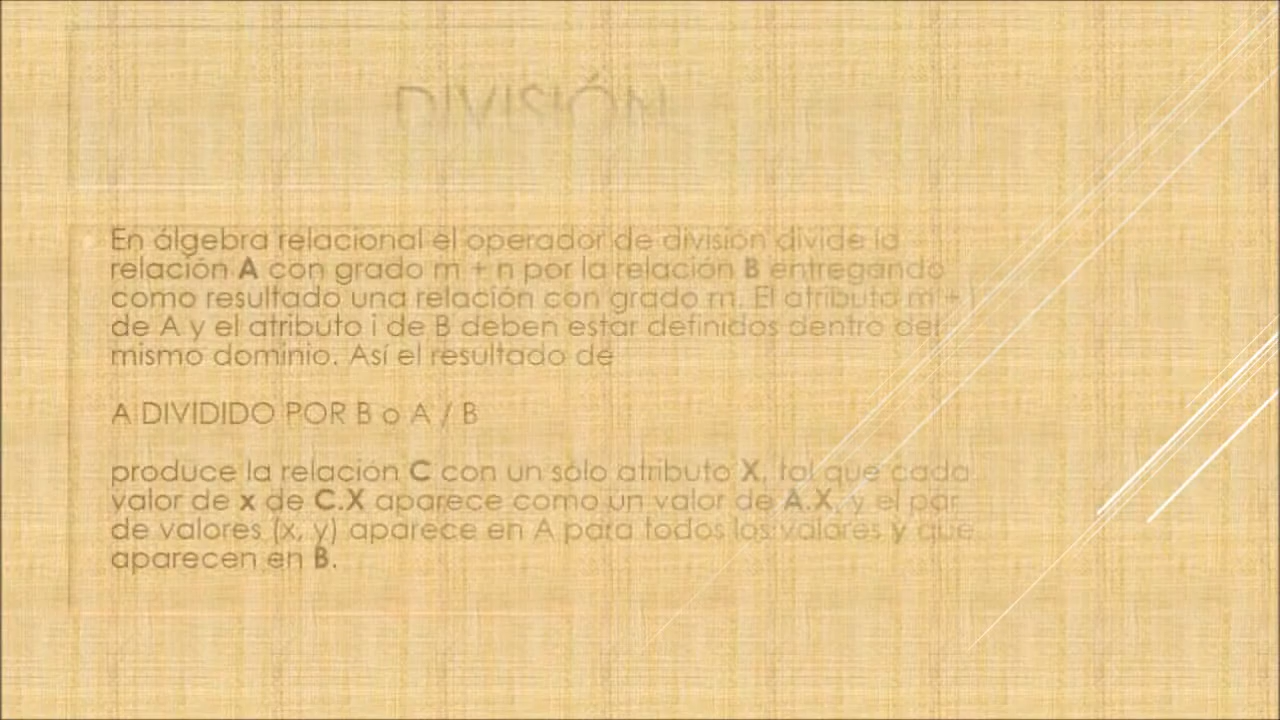 DIVISIÓN
En álgebra relacional el operador de división divide la
relación A con grado m + n por la relación B entregando
como resultado una relación con grado m. El atributo m + i
de A y el atributo i de B deben estar definidos dentro del
mismo dominio. Así el resultado de
A DIVIDIDO POR B o A / B
produce la relación C con un sólo atributo X, tal que cada
valor de x de C.X aparece como un valor de A.X, y el par
de valores (x, y) aparece en A para todos los valores y que
aparecen en B.